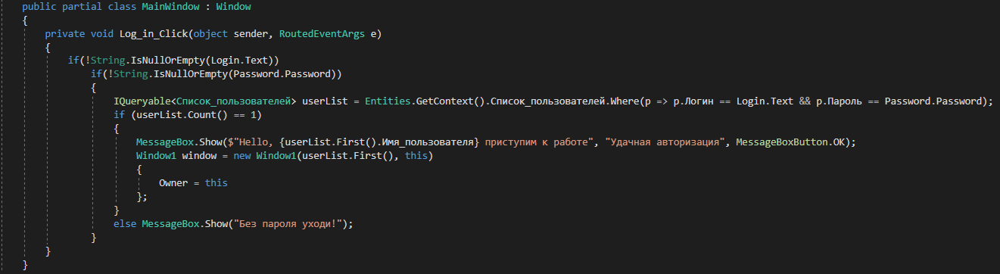 public partial class MainWindow : Window
{
private void Log_in_Click(object sender, RoutedEventArgs e)
{
if(!String.IsNullOrEmpty(Login.Text))
if(!String.IsNullOrEmpty(Password.Password))
{
IQueryable<Список_пользователей> userList = Entities.GetContext().Список_пользователей.Where(p => p.Логин == Login.Text && p.Пароль == Password.Password);
if (userList.Count() == 1)
{
MessageBox.Show($"Hello, {userList.First().Имя_пользователя} приступим к работе", "Удачная авторизация", MessageBoxButton.OK);
Window1 window = new Window1(userList.First(), this)
{
Owner = this
};
}
else MessageBox.Show("Без пароля уходи!");
}
}
}